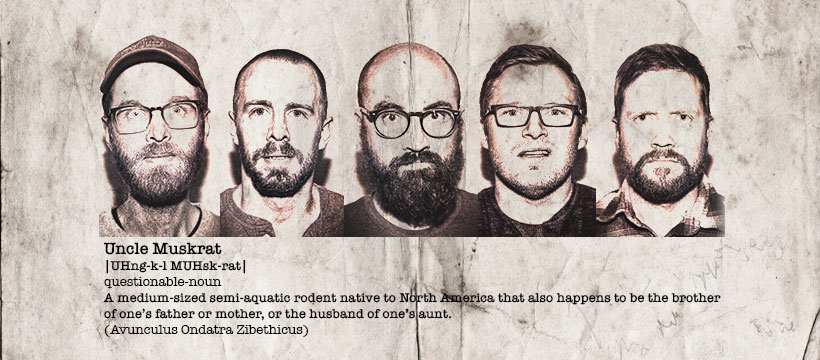 Uncle Muskrat
|UHng-k-l MUHsk-rat|
questionable-noun
A medium-sized semi-aquatic rodent native to North America that also happens to be the brother
of one's father or mother, or the husband of one's aunt.
(Avunculus Ondatra Zibethicus)